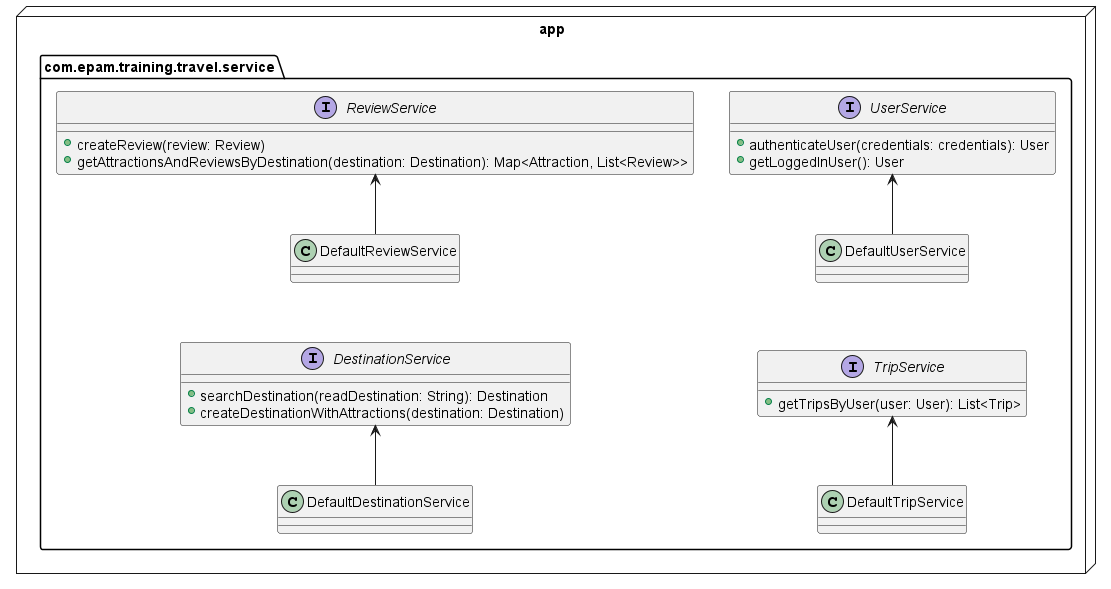 app
com.epam.training.travel.service
I ReviewService
createReview(review: Review)
getAttractionsAndReviewsByDestination(destination: Destination): Map<Attraction, List<Review>>
I UserService
authenticateUser(credentials: credentials): User
getLoggedInUser(): User
C DefaultReviewService
C DefaultUserService
I DestinationService
searchDestination(readDestination: String): Destination
createDestinationWithAttractions(destination: Destination)
I TripService
getTripsByUser(user: User): List<Trip>
C DefaultDestinationService
C DefaultTripService